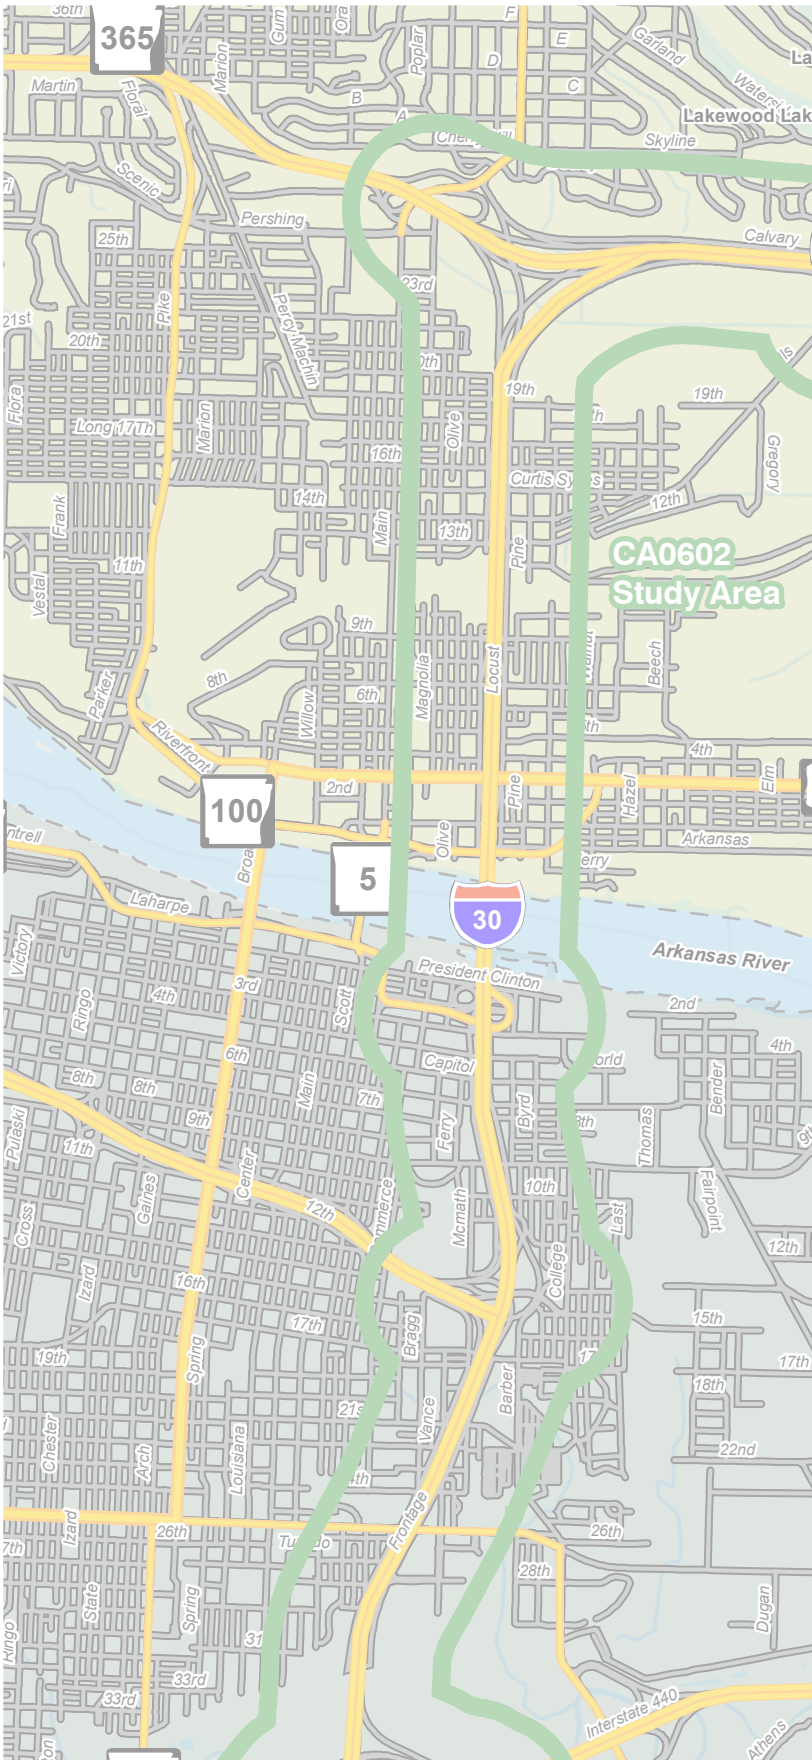 36th
365
Gum
Marion
Poplar
F
E
D
C
B
A
Garland
La
Martin
Floral
Lakewood Lak
Skyline
Scenic
Pershing
25th
Calvary
23rd
Pike
Percy Machin
21st
20th
19th
19th
Flora
Long 17Th
Marion
Olive
16th
Curtis Sykes
Gregory
14th
12th
Frank
Main
13th
Pine
CA0602
Study Area
11th
Vestal
9th
Magnolia
Locust
Beech
8th
6th
Parker
Willow
Riverfront
4th
2nd
Pine
Hazel
Elm
100
Olive
Arkansas
5
30
Laharpe
Arkansas River
Victory
President Clinton
3rd
4th
Ringo
Scott
2nd
4th
6th
Capitol
8th
8th
Main
7th
Bender
9th
Ferry
Byrd
Thomas
Pulaski
11th
Center
10th
Gaines
12th
Mcmath
Last
Fairpoint
Cross
12th
College
16th
Izard
17th
Bragg
15th
19th
Spring
17th
Barber
18th
Vance
Chester
Arch
Louisiana
22nd
Izard
26th
Frontage
26th
28th
State
Spring
Dugan
Ringo
31
33rd
33rd
Interstate 440
Athens